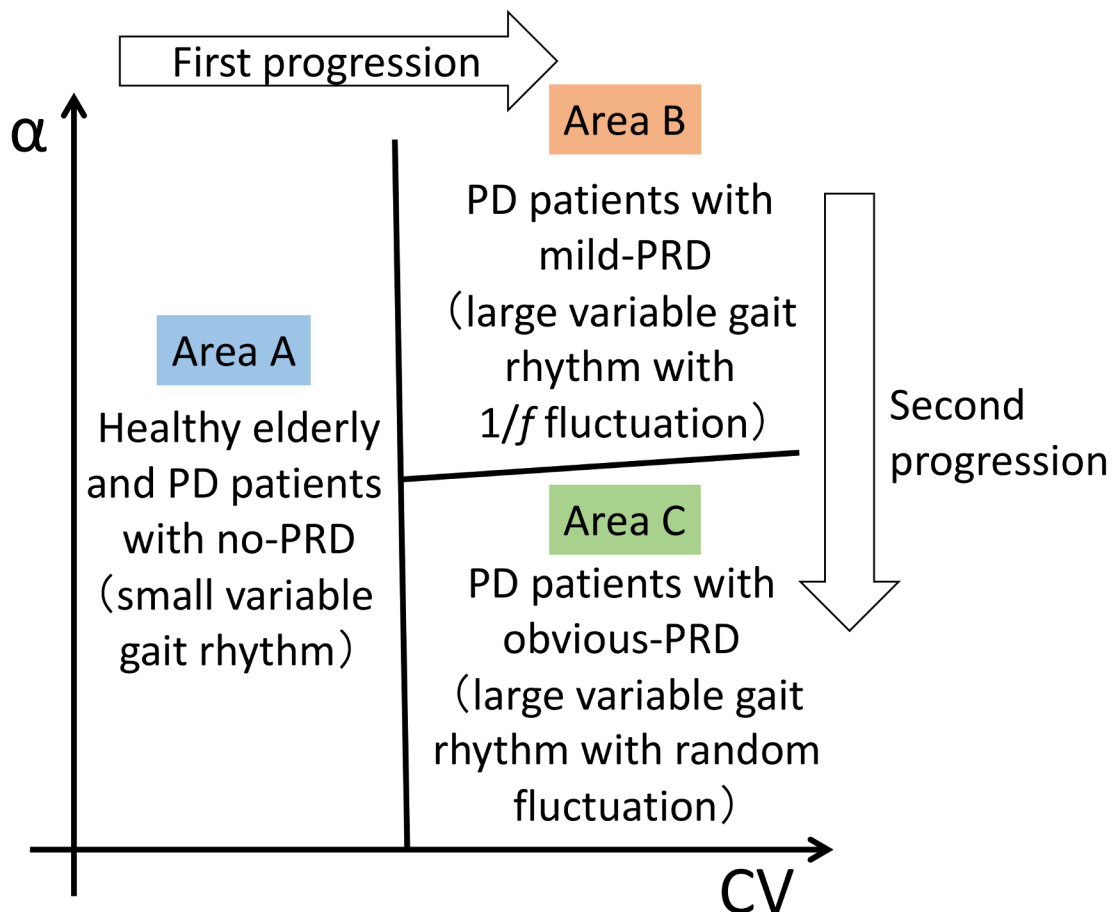 First progression
α
Area B
PD patients with
mild-PRD
（large variable gait
rhythm with
1/f fluctuation）
Area A
Healthy elderly
and PD patients
with no-PRD
（small variable
gait rhythm）
Second
progression
Area C
PD patients with
obvious-PRD
（large variable gait
rhythm with random
fluctuation）
CV